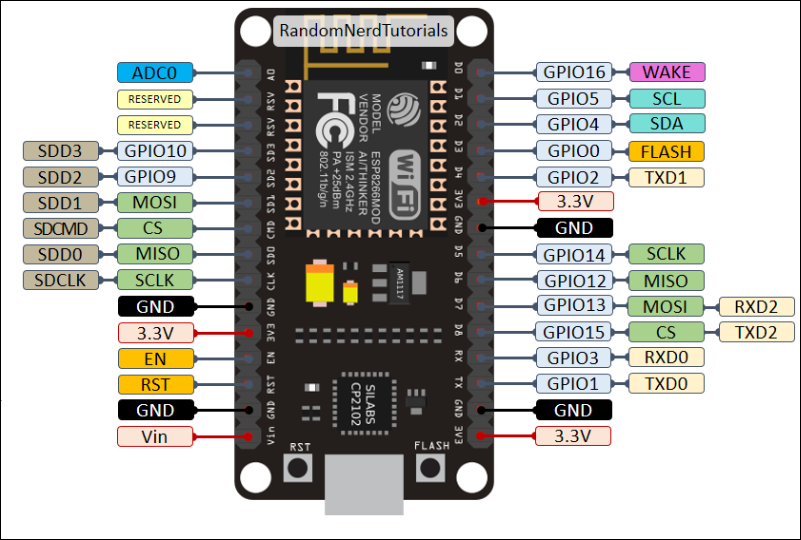 RandomNerdTutorials
ADC0
RESERVED
RESERVED
SDD3 GPIO10
SDD2 GPIO9
SDD1 MOSI
SDCMD CS
SDD0 MISO
SDCLK SCLK
GND
3.3V
EN
RST
GND
Vin
A0
RSV
RSV
SD3
SD2
SD1
CMD
SD0
CLK
GND
3V3
EN
RST
GND
Vin
MODEL ESP8266MOD
VENDOR AI/THINKER
ISM 2.4GHz
PA +25dBm
802.11b/g/n
FC
Wi Fi
AM1117
SILABS
CP2102
RST
FLASH
D0
D1
D2
D3
D4
3V3
GND
D5
D6
D7
D8
RX
TX
GND
3V3
GPIO16 WAKE
GPIO5 SCL
GPIO4 SDA
GPIO0 FLASH
GPIO2 TXD1
3.3V
GND
GPIO14 SCLK
GPIO12 MISO
GPIO13 MOSI RXD2
GPIO15 CS TXD2
GPIO3 RXD0
GPIO1 TXD0
GND
3.3V